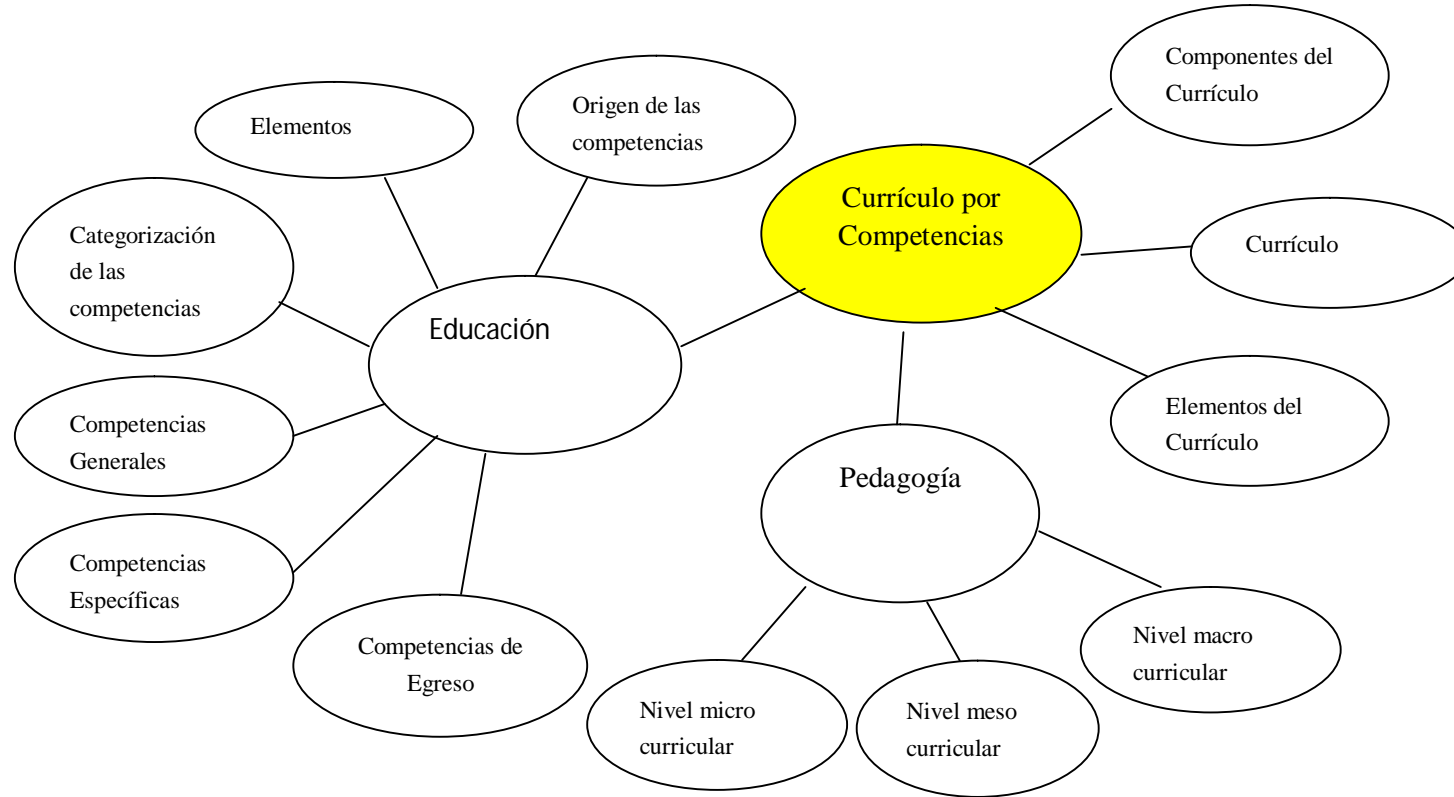 Componentes del
Currículo
Origen de las
competencias
Elementos
Currículo por
Competencias
Categorización
de las
competencias
Currículo
Educación
Elementos del
Currículo
Competencias
Generales
Pedagogía
Competencias
Específicas
Competencias de
Egreso
Nivel macro
curricular
Nivel micro
curricular
Nivel meso
curricular